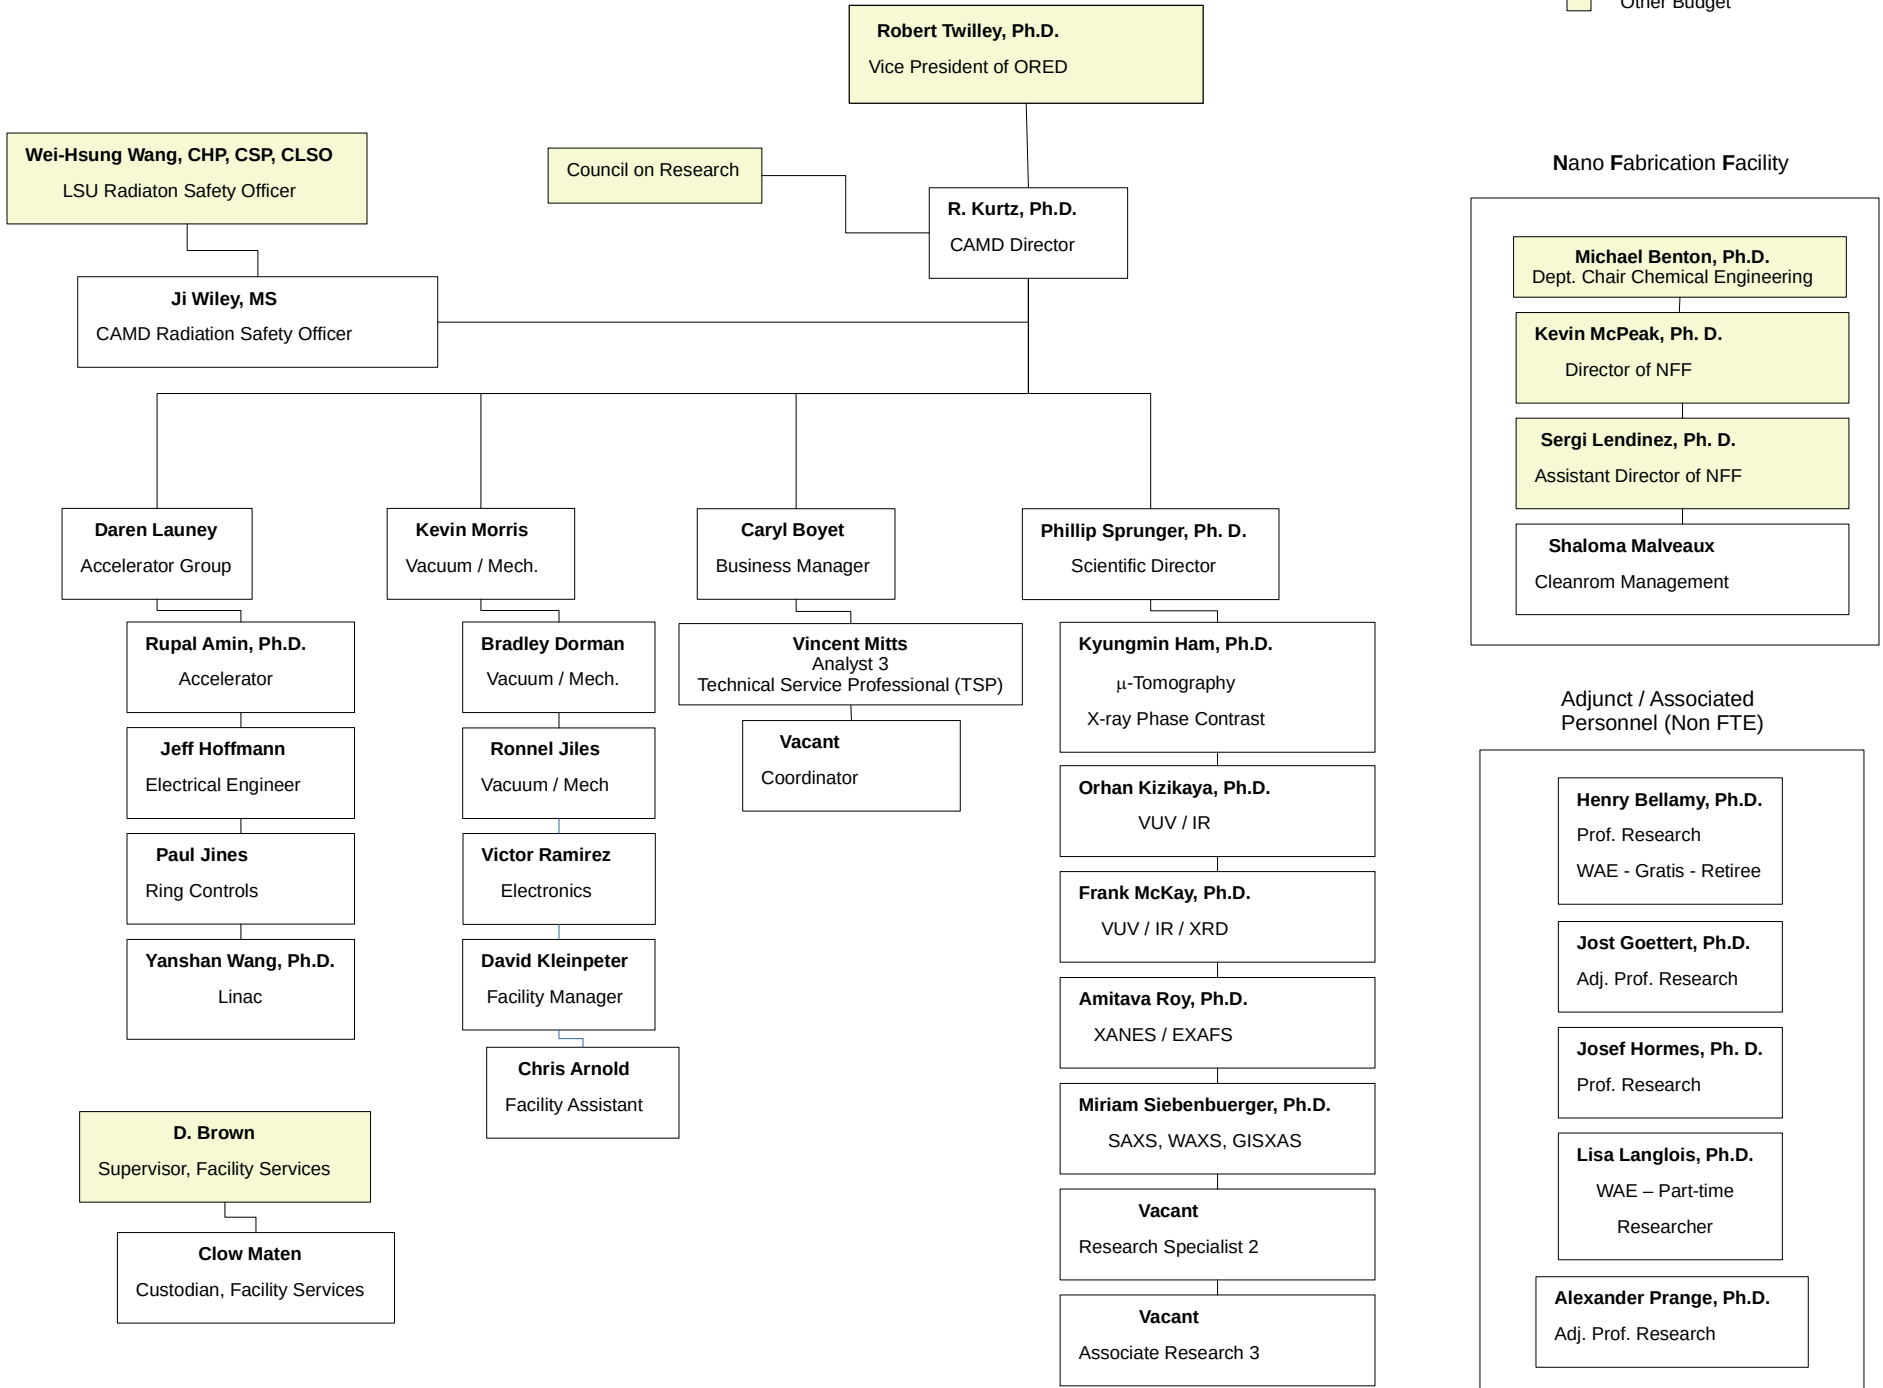 Other Budget
Robert Twilley, Ph.D.
Vice President of ORED
Wei-Hsung Wang, CHP, CSP, CLSO
LSU Radiaton Safety Officer
Council on Research
R. Kurtz, Ph.D.
CAMD Director
Ji Wiley, MS
CAMD Radiation Safety Officer
Daren Launey
Accelerator Group
Rupal Amin, Ph.D.
Accelerator
Jeff Hoffmann
Electrical Engineer
Paul Jines
Ring Controls
Yanshan Wang, Ph.D.
Linac
D. Brown
Supervisor, Facility Services
Clow Maten
Custodian, Facility Services
Kevin Morris
Vacuum / Mech.
Bradley Dorman
Vacuum / Mech.
Ronnel Jiles
Vacuum / Mech
Victor Ramirez
Electronics
David Kleinpeter
Facility Manager
Chris Arnold
Facility Assistant
Caryl Boyet
Business Manager
Vincent Mitts
Analyst 3
Technical Service Professional (TSP)
Vacant
Coordinator
Phillip Sprunger, Ph. D.
Scientific Director
Kyungmin Ham, Ph.D.
μ-Tomography
X-ray Phase Contrast
Orhan Kizikaya, Ph.D.
VUV / IR
Frank McKay, Ph.D.
VUV / IR / XRD
Amitava Roy, Ph.D.
XANES / EXAFS
Miriam Siebenbuerger, Ph.D.
SAXS, WAXS, GISXAS
Vacant
Research Specialist 2
Vacant
Associate Research 3
Nano Fabrication Facility
Michael Benton, Ph.D.
Dept. Chair Chemical Engineering
Kevin McPeak, Ph. D.
Director of NFF
Sergi Lendinez, Ph. D.
Assistant Director of NFF
Shaloma Malveaux
Cleanrom Management
Adjunct / Associated
Personnel (Non FTE)
Henry Bellamy, Ph.D.
Prof. Research
WAE - Gratis - Retiree
Jost Goettert, Ph.D.
Adj. Prof. Research
Josef Hormes, Ph. D.
Prof. Research
Lisa Langlois, Ph.D.
WAE – Part-time
Researcher
Alexander Prange, Ph.D.
Adj. Prof. Research